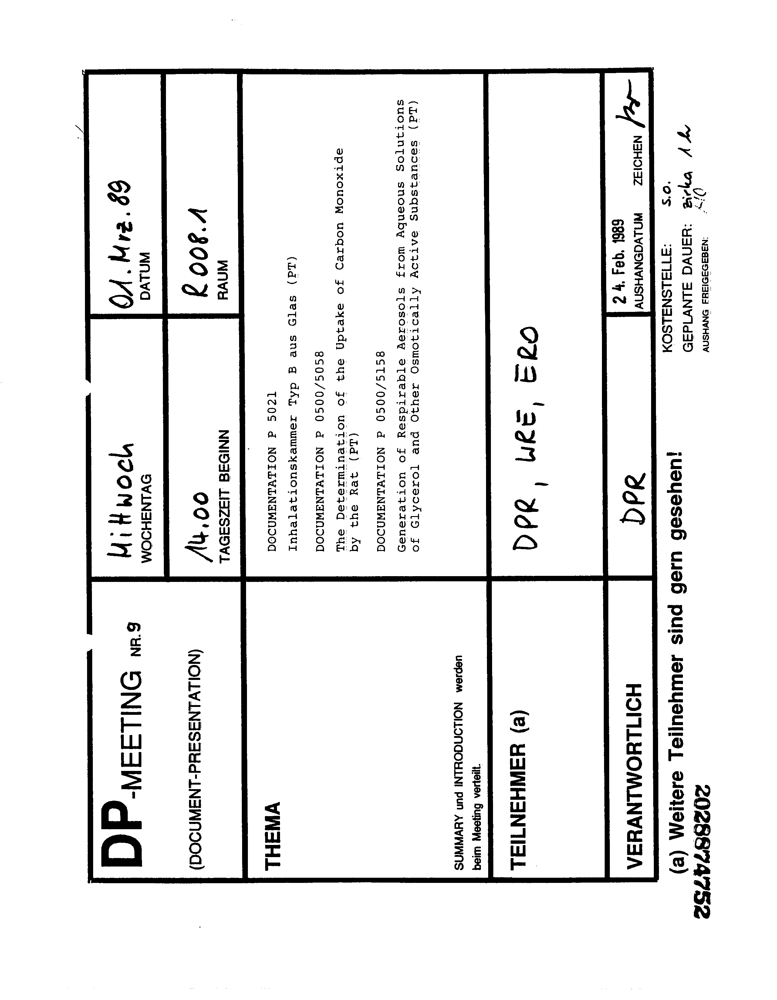 DP-MEETING NR. 9
(DOCUMENT-PRESENTATION)
Mittwoch
WOCHENTAG
01. Mrz. 89
DATUM
14.00
TAGESZEIT BEGINN
R 008.1
RAUM
THEMA
DOCUMENTATION P 5021
Inhalationskammer Typ B aus Glas (PT)
DOCUMENTATION P 0500/5058
The Determination of the Uptake of Carbon Monoxide
by the Rat (PT)
DOCUMENTATION P 0500/5158
Generation of Respirable Aerosols from Aqueous Solutions
of Glycerol and Other Osmotically Active Substances (PT)
SUMMARY und INTRODUCTION werden
beim Meeting verteilt.
TEILNEHMER (a)
DPR, WRE, ERO
VERANTWORTLICH
DPR
24. Feb. 1989
AUSHANGDATUM
ZEICHEN
(a) Weitere Teilnehmer sind gern gesehen!
KOSTENSTELLE: s.o.
GEPLANTE DAUER: zirka 1 h
AUSHANG FREIGEGEBEN:
2028874752